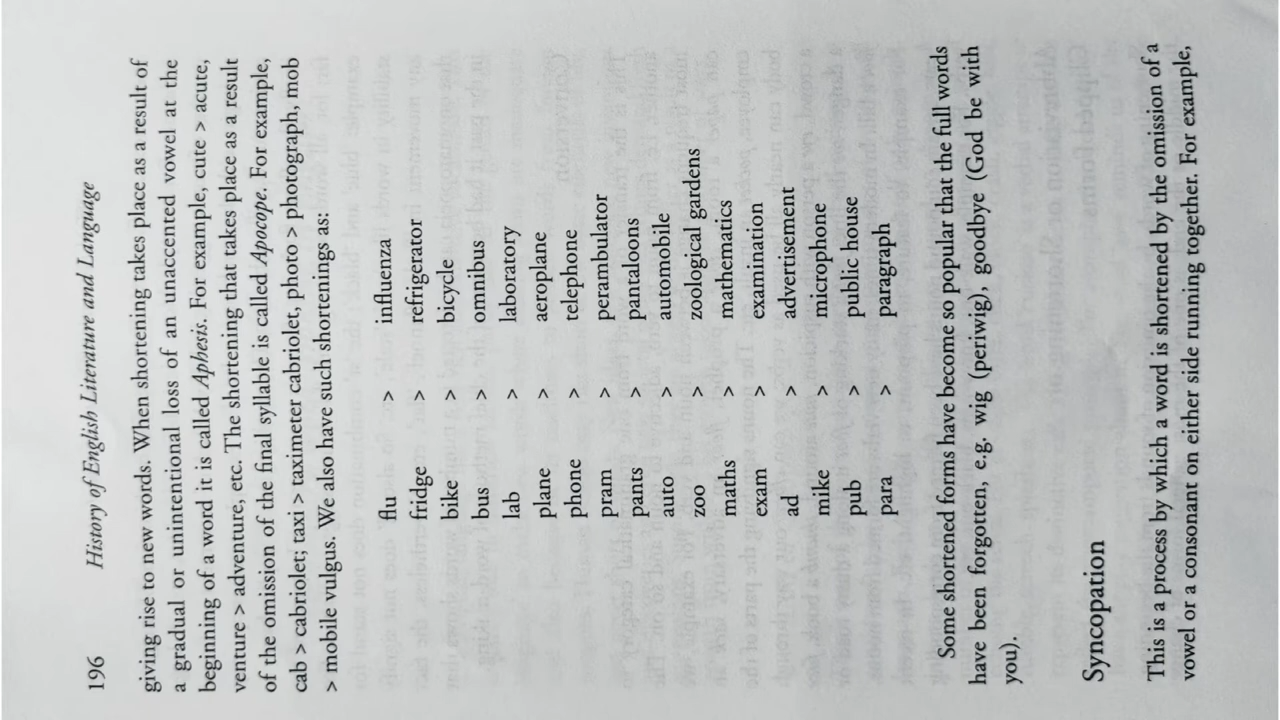 196 History of English Literature and Language
giving rise to new words. When shortening takes place as a result of
a gradual or unintentional loss of an unaccented vowel at the
beginning of a word it is called Aphesis. For example, cute > acute,
venture > adventure, etc. The shortening that takes place as a result
of the omission of the final syllable is called Apocope. For example,
cab > cabriolet; taxi > taximeter cabriolet, photo > photograph, mob
> mobile vulgus. We also have such shortenings as:
flu > influenza
fridge > refrigerator
bike > bicycle
bus > omnibus
lab > laboratory
plane > aeroplane
phone > telephone
pram > perambulator
pants > pantaloons
auto > automobile
zoo > zoological gardens
maths > mathematics
exam > examination
ad > advertisement
mike > microphone
pub > public house
para > paragraph
Some shortened forms have become so popular that the full words
have been forgotten, e.g. wig (periwig), goodbye (God be with
you).
Syncopation
This is a process by which a word is shortened by the omission of a
vowel or a consonant on either side running together. For example,